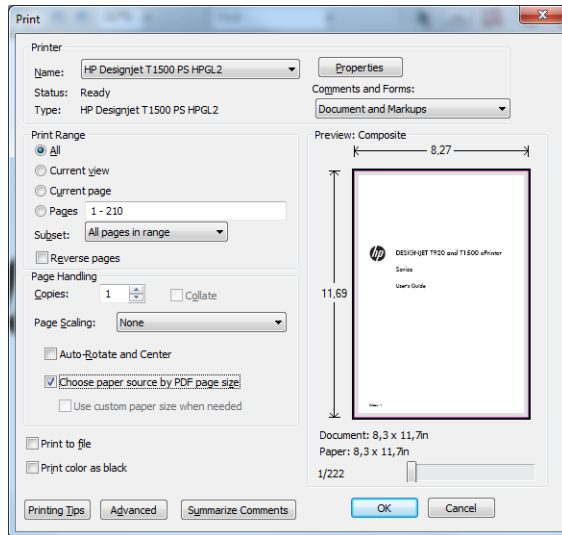 Print
Printer
Name: HP Designjet T1500 PS HPGL2 Properties
Status: Ready Comments and Forms:
Type: HP Designjet T1500 PS HPGL2 Document and Markups
Print Range
All
Current view
Current page
Pages 1 - 210
Subset: All pages in range
Reverse pages
Page Handling
Copies: 1 Collate
Page Scaling: None
Auto-Rotate and Center
Choose paper source by PDF page size
Use custom paper size when needed
Print to file
Print color as black
Preview: Composite
8,27
11,69
hp DESIGNJET T920 and T1500 ePrinter
Series
User's Guide
Document: 8,3 x 11,7in
Paper: 8,3 x 11,7in
1/222
Printing Tips Advanced Summarize Comments OK Cancel